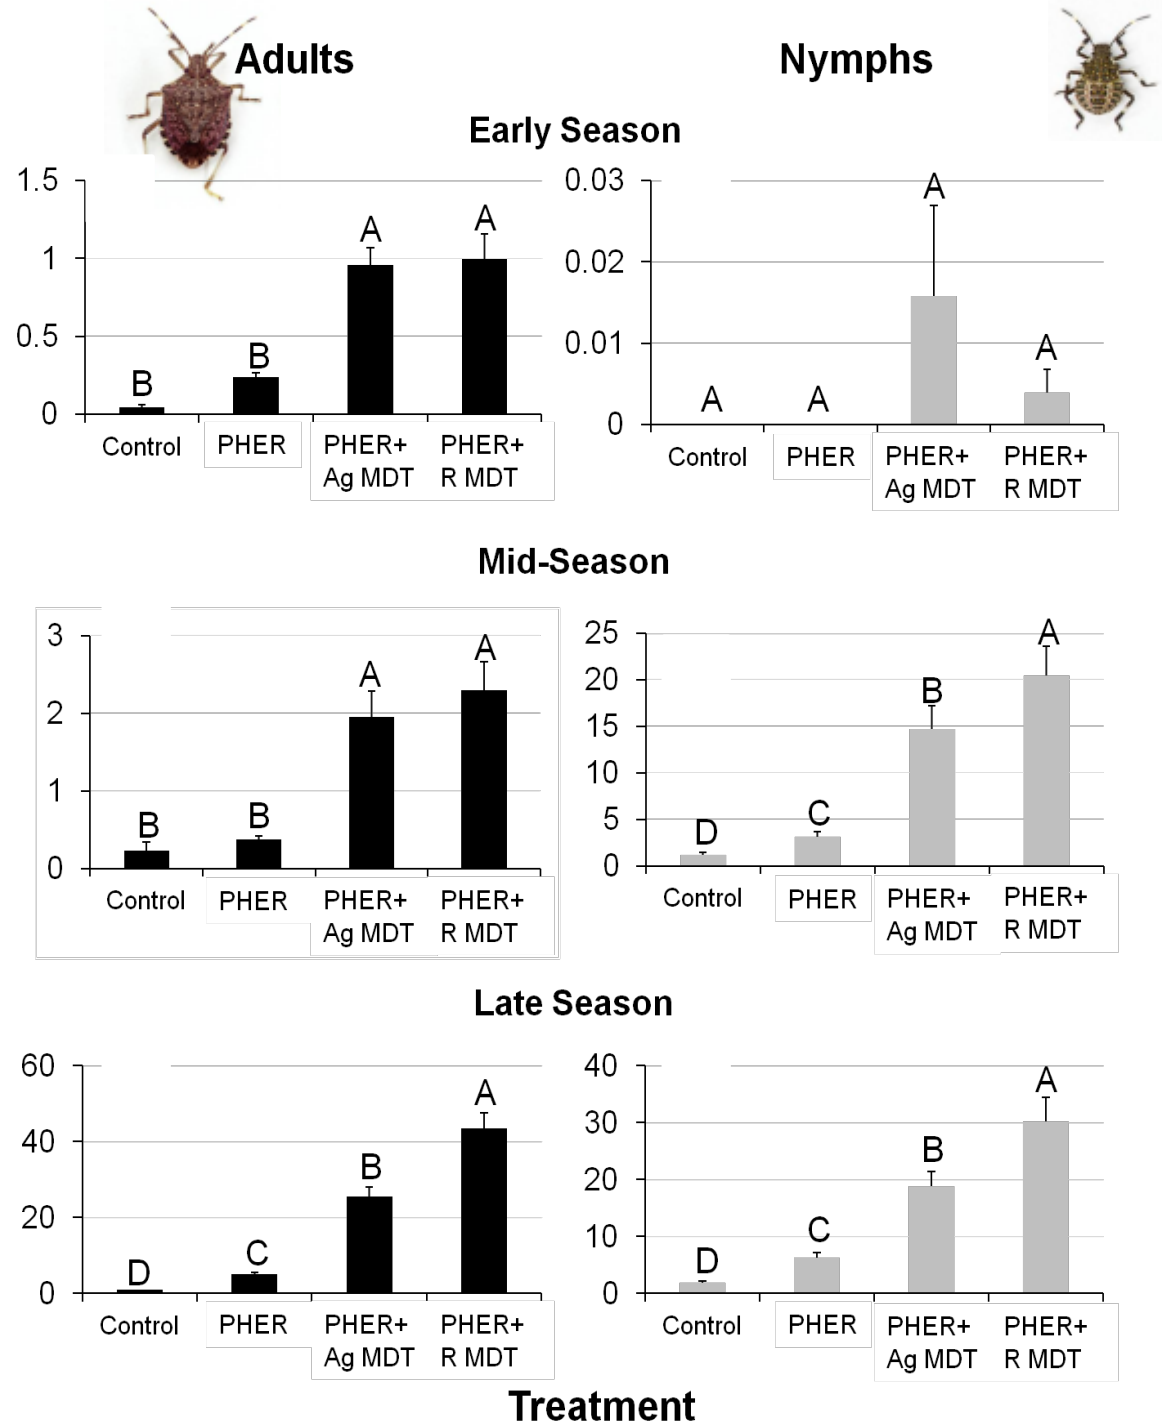 Adults
Nymphs
Early Season
1.5
1
0.5
0
B
B
A
A
Control
PHER
PHER+
Ag MDT
PHER+
R MDT
0.03
0.02
0.01
0
A
A
A
A
Control
PHER
PHER+
Ag MDT
PHER+
R MDT
Mid-Season
3
2
1
0
B
B
A
A
Control
PHER
PHER+
Ag MDT
PHER+
R MDT
25
20
15
10
5
0
D
C
B
A
Control
PHER
PHER+
Ag MDT
PHER+
R MDT
Late Season
60
40
20
0
D
C
B
A
Control
PHER
PHER+
Ag MDT
PHER+
R MDT
40
30
20
10
0
D
C
B
A
Control
PHER
PHER+
Ag MDT
PHER+
R MDT
Treatment